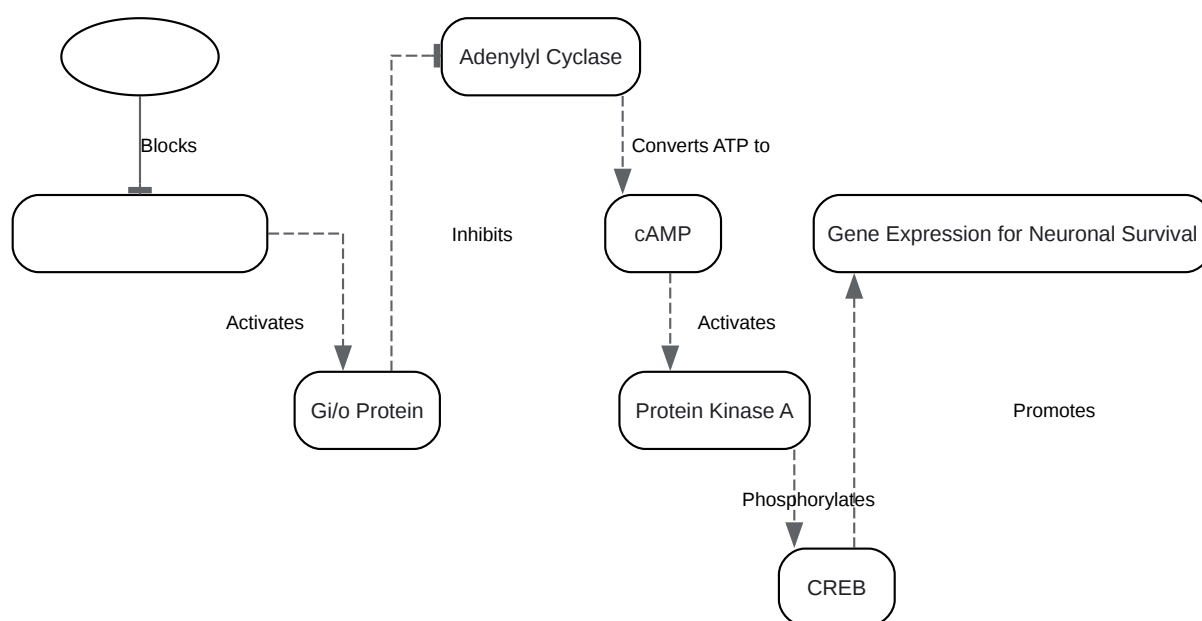 Adenylyl Cyclase
Blocks
Converts ATP to
Inhibits
cAMP
Gene Expression for Neuronal Survival
Activates
Activates
Gi/o Protein
Protein Kinase A
Promotes
Phosphorylates
CREB